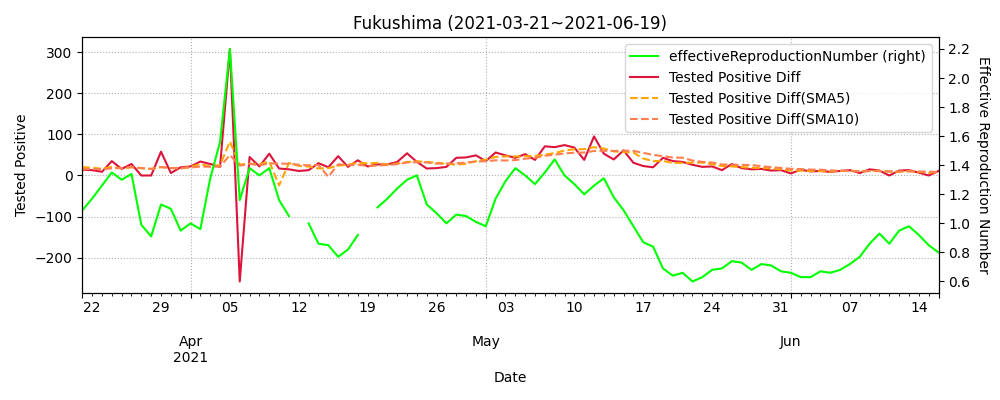 Fukushima (2021-03-21~2021-06-19)
effectiveReproductionNumber (right)
Tested Positive Diff
Tested Positive Diff(SMA5)
Tested Positive Diff(SMA10)
Tested Positive
300
200
100
0
−100
−200
Effective Reproduction Number
2.2
2.0
1.8
1.6
1.4
1.2
1.0
0.8
0.6
22 29 05 12 19 26 03 10 17 24 31 07 14
Apr May Jun
2021
Date